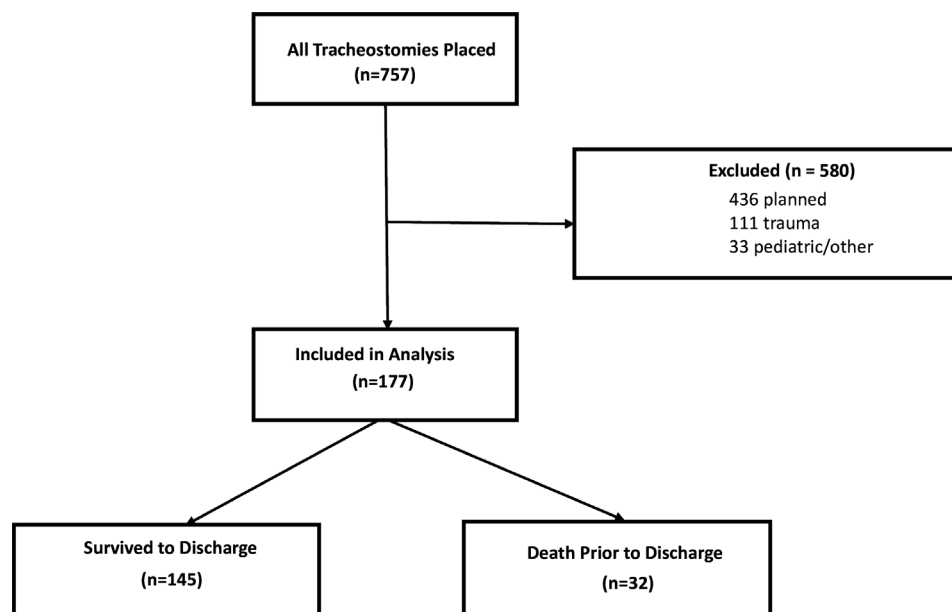 All Tracheostomies Placed
(n=757)
Excluded (n = 580)
436 planned
111 trauma
33 pediatric/other
Included in Analysis
(n=177)
Survived to Discharge
(n=145)
Death Prior to Discharge
(n=32)